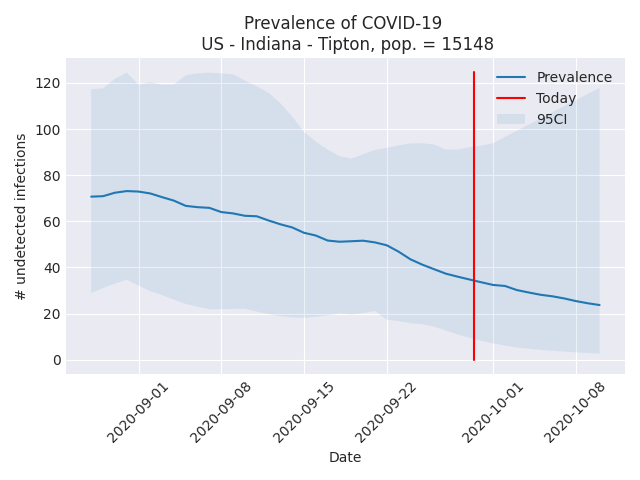 Prevalence of COVID-19
US - Indiana - Tipton, pop. = 15148
120
100
80
60
40
20
0
# undetected infections
Prevalence
Today
95CI
2020-09-01
2020-09-08
2020-09-15
2020-09-22
2020-10-01
2020-10-08
Date